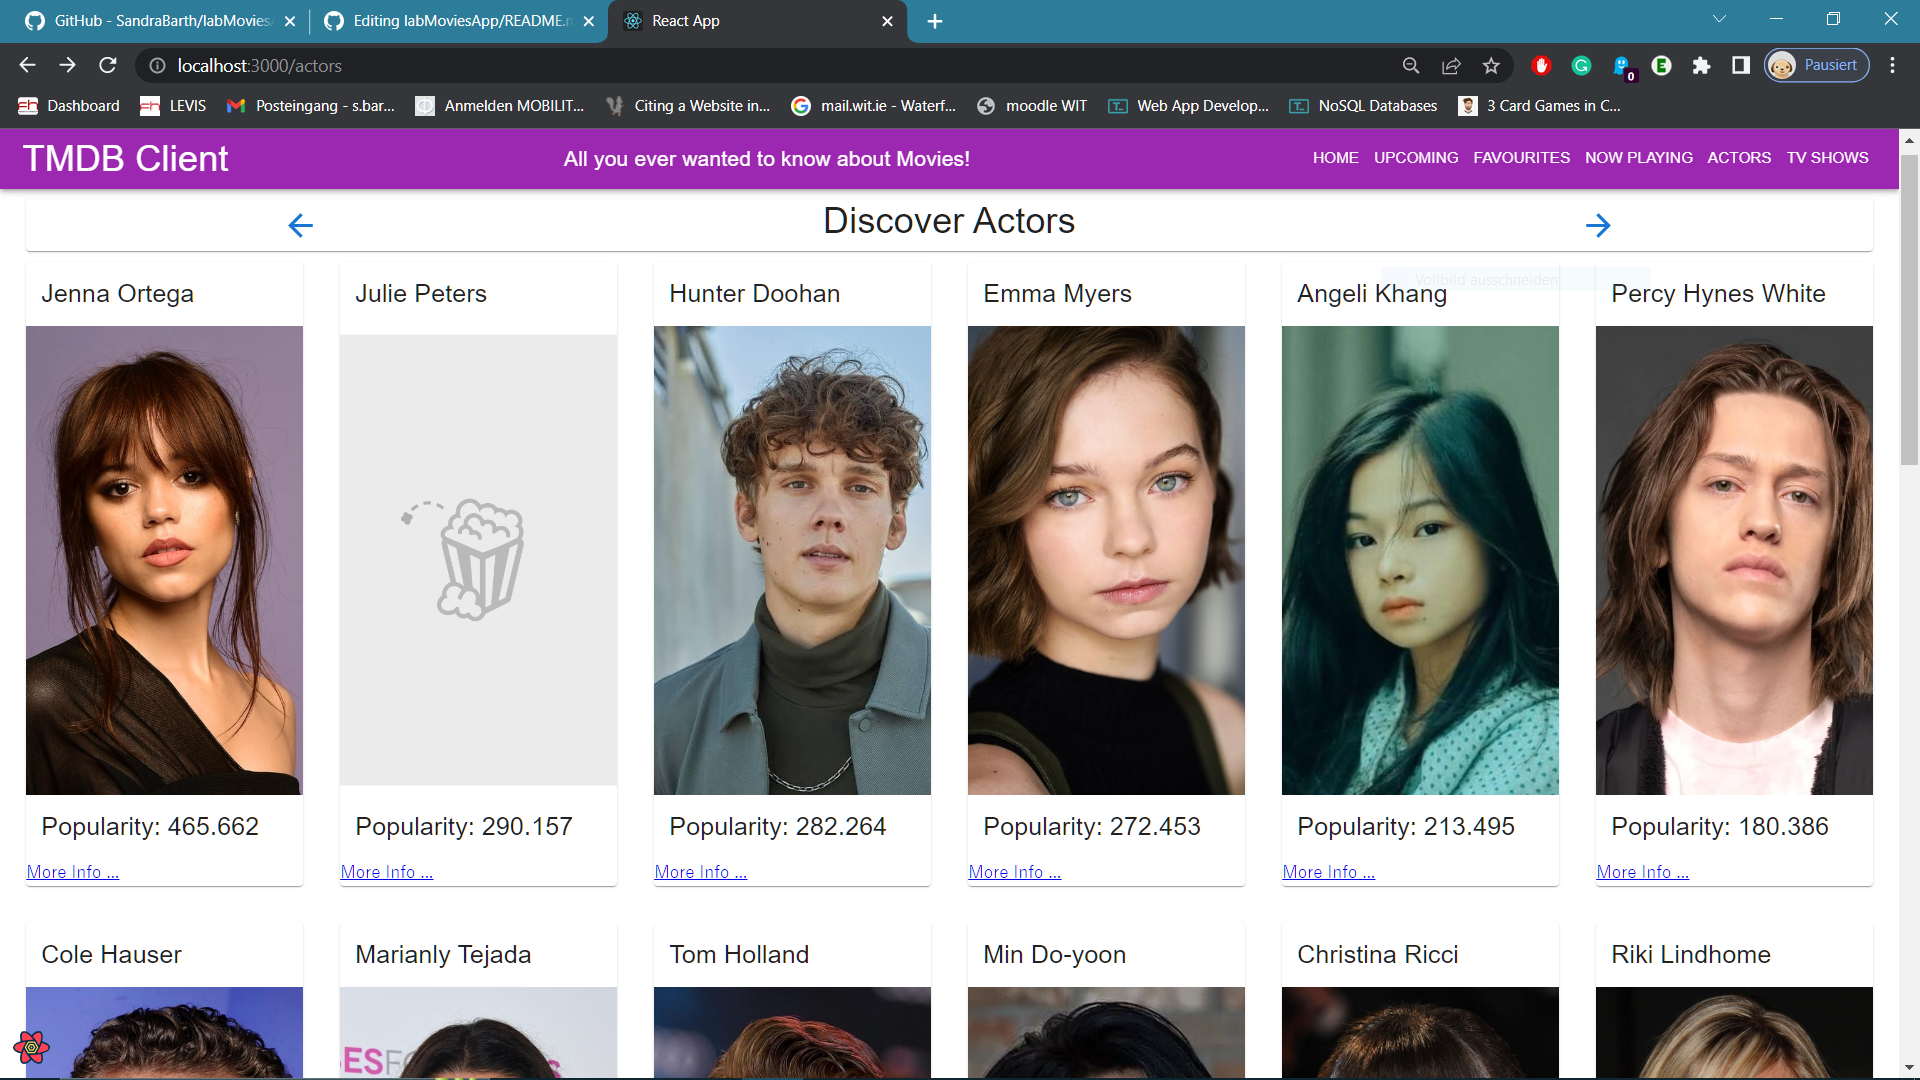 GitHub - SandraBarth/labMovies
Editing labMoviesApp/README.m
React App
localhost:3000/actors
0
Pausiert
Dashboard
LEVIS
Posteingang - s.bar...
Anmelden MOBILIT...
Citing a Website in...
mail.wit.ie - Waterf...
moodle WIT
Web App Develop...
NoSQL Databases
3 Card Games in C...
TMDB Client
All you ever wanted to know about Movies!
HOME
UPCOMING
FAVOURITES
NOW PLAYING
ACTORS
TV SHOWS
Discover Actors
Vollbild ausschneiden
Jenna Ortega
Julie Peters
Hunter Doohan
Emma Myers
Angeli Khang
Percy Hynes White
Popularity: 465.662
Popularity: 290.157
Popularity: 282.264
Popularity: 272.453
Popularity: 213.495
Popularity: 180.386
More Info ...
More Info ...
More Info ...
More Info ...
More Info ...
More Info ...
Cole Hauser
Marianly Tejada
Tom Holland
Min Do-yoon
Christina Ricci
Riki Lindhome